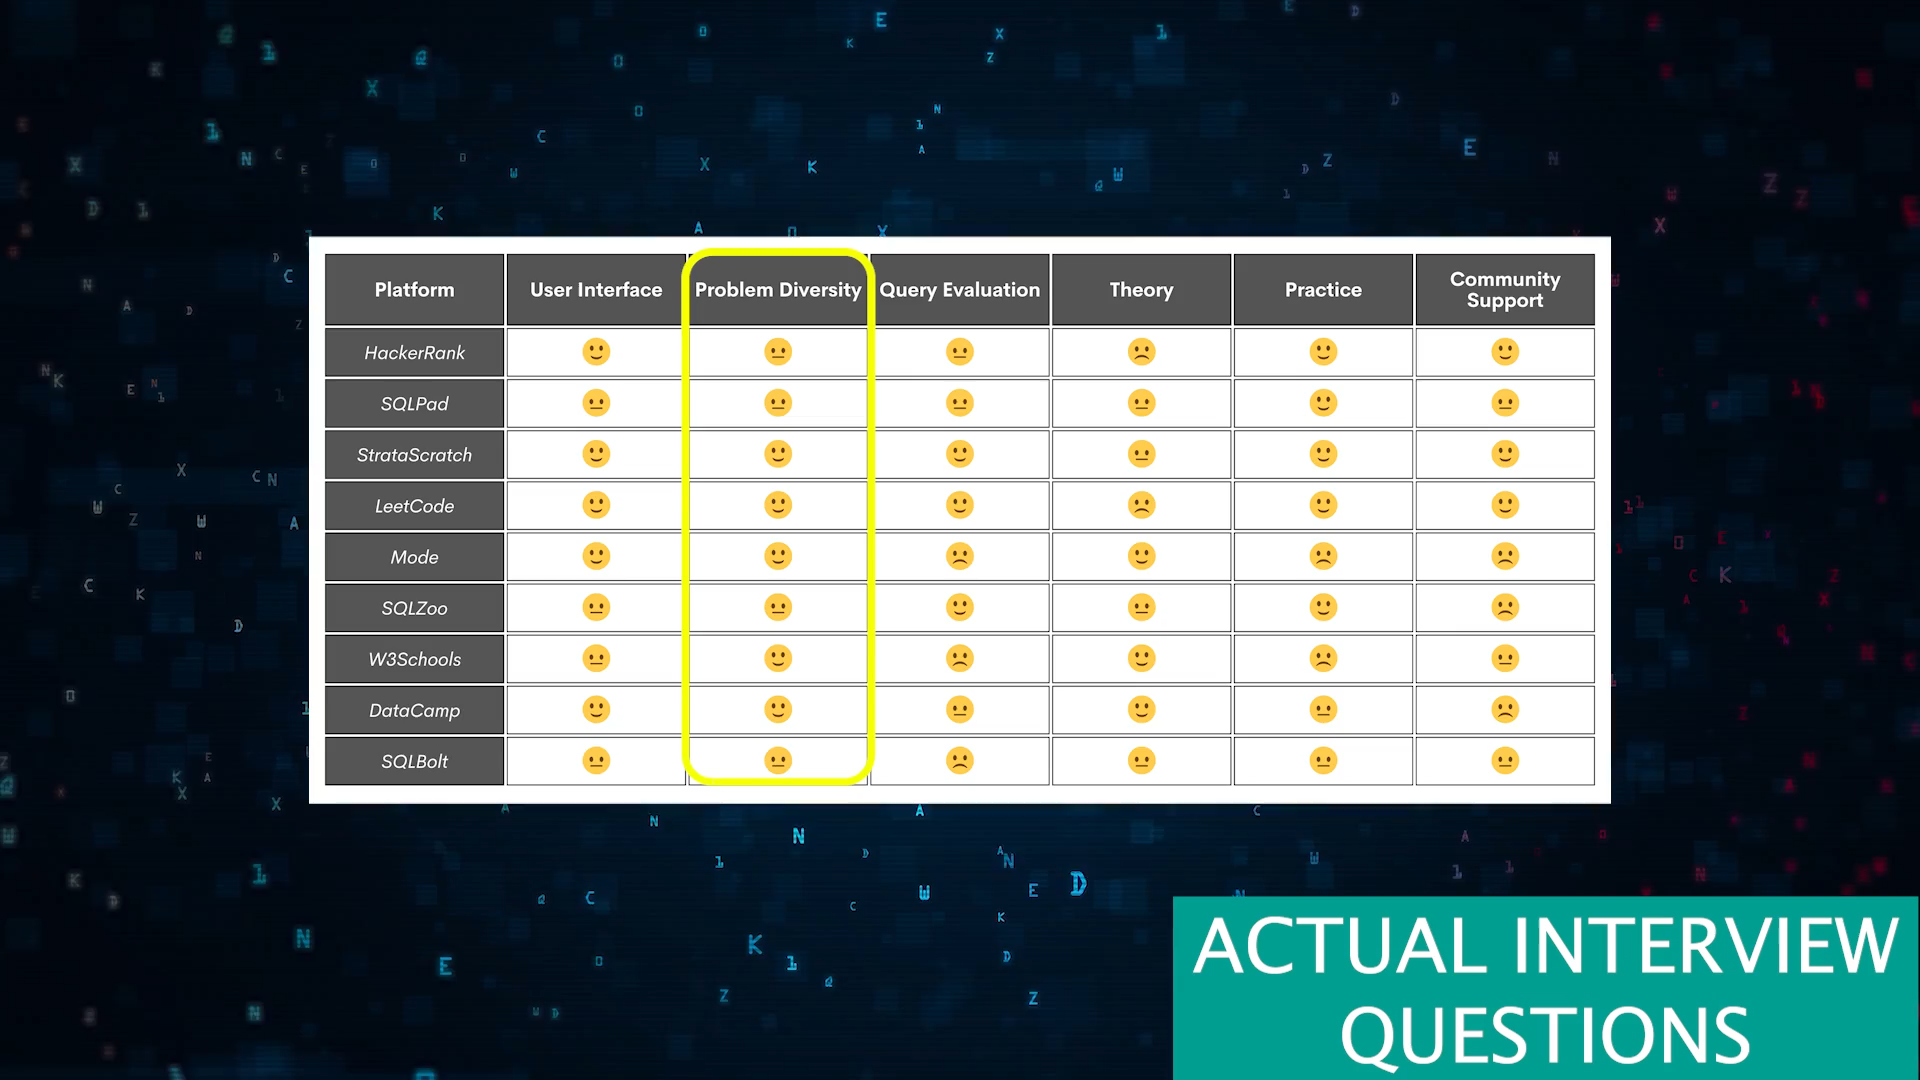 Platform User Interface Problem Diversity Query Evaluation Theory Practice Community Support
HackerRank
SQLPad
StrataScratch
LeetCode
Mode
SQLZoo
W3Schools
DataCamp
SQLBolt
ACTUAL INTERVIEW
QUESTIONS